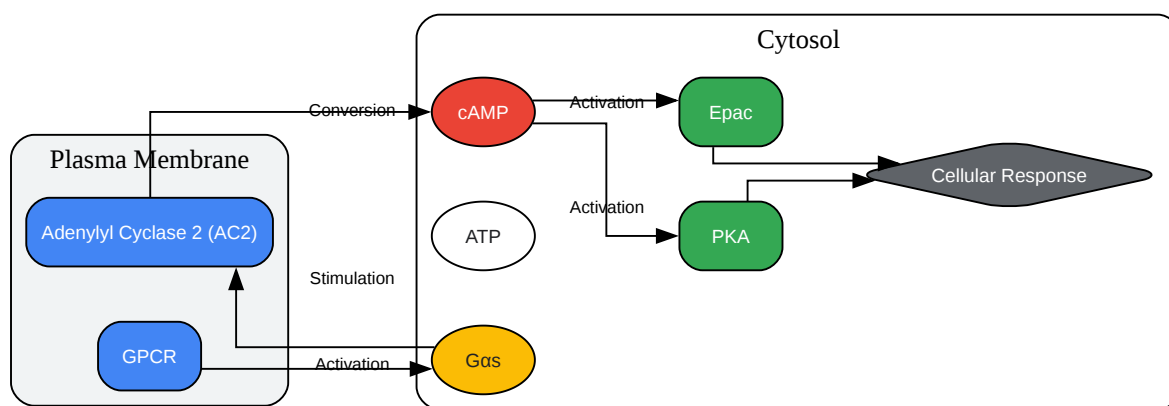 Cytosol
Conversion
cAMP
Activation
Epac
Plasma Membrane
Cellular Response
Adenylyl Cyclase 2 (AC2)
ATP
Activation
PKA
Stimulation
GPCR
Activation
Gαs